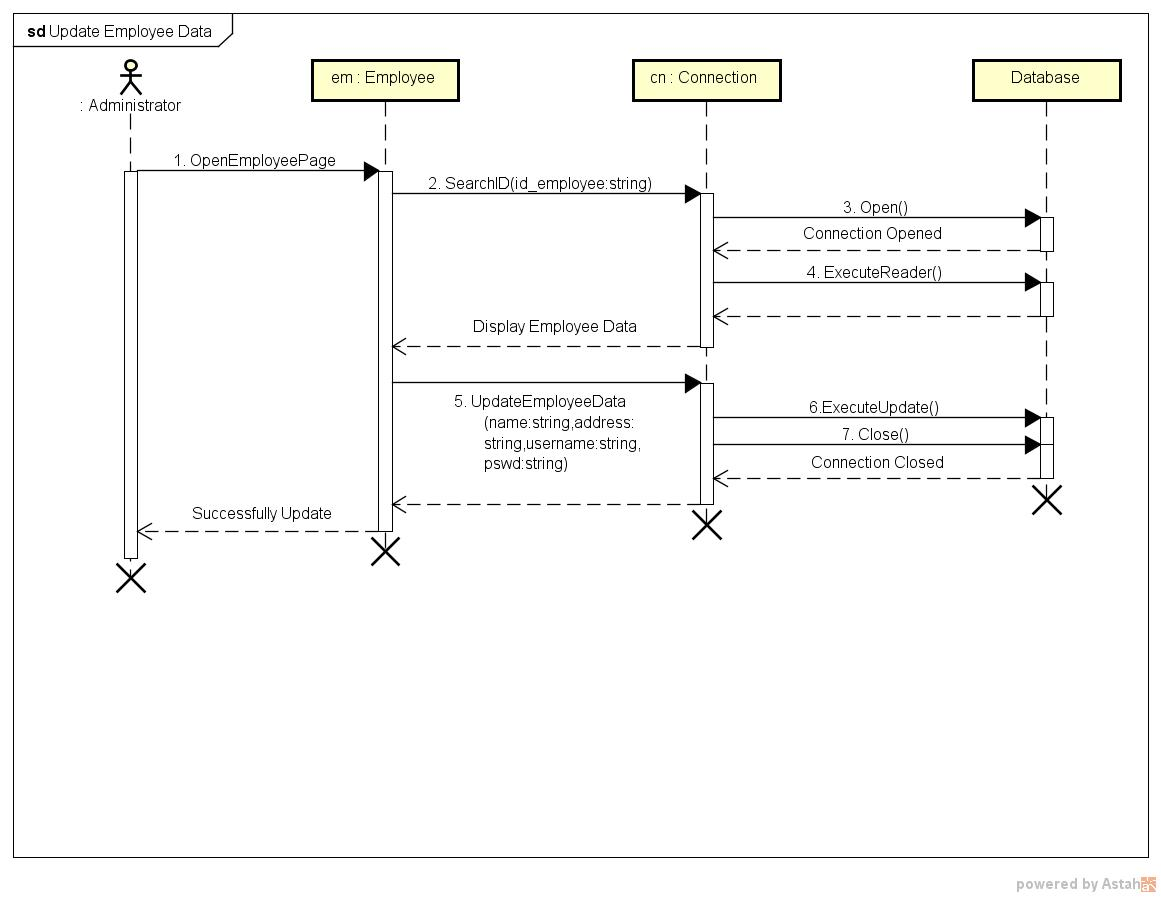 sd Update Employee Data
: Administrator
em : Employee
cn : Connection
Database
1. OpenEmployeePage
2. SearchID(id_employee:string)
3. Open()
Connection Opened
4. ExecuteReader()
Display Employee Data
5. UpdateEmployeeData
(name:string,address:
string,username:string,
pswd:string)
6.ExecuteUpdate()
7. Close()
Connection Closed
Successfully Update
powered by Astah